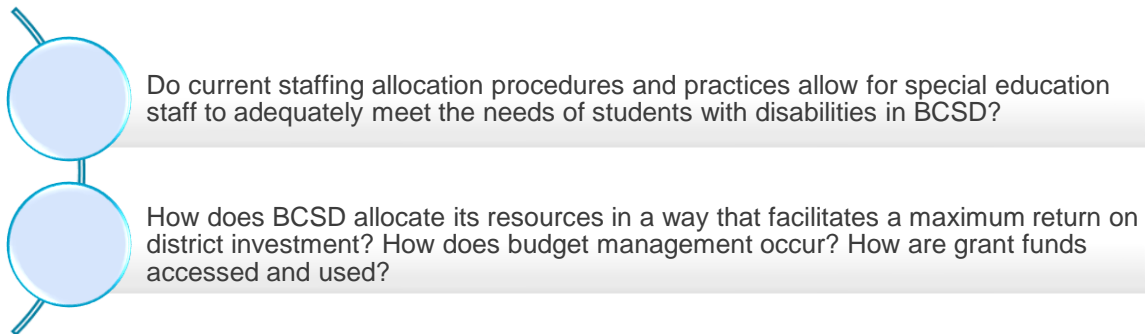 Do current staffing allocation procedures and practices allow for special education
staff to adequately meet the needs of students with disabilities in BCSD?
How does BCSD allocate its resources in a way that facilitates a maximum return on
district investment? How does budget management occur? How are grant funds
accessed and used?